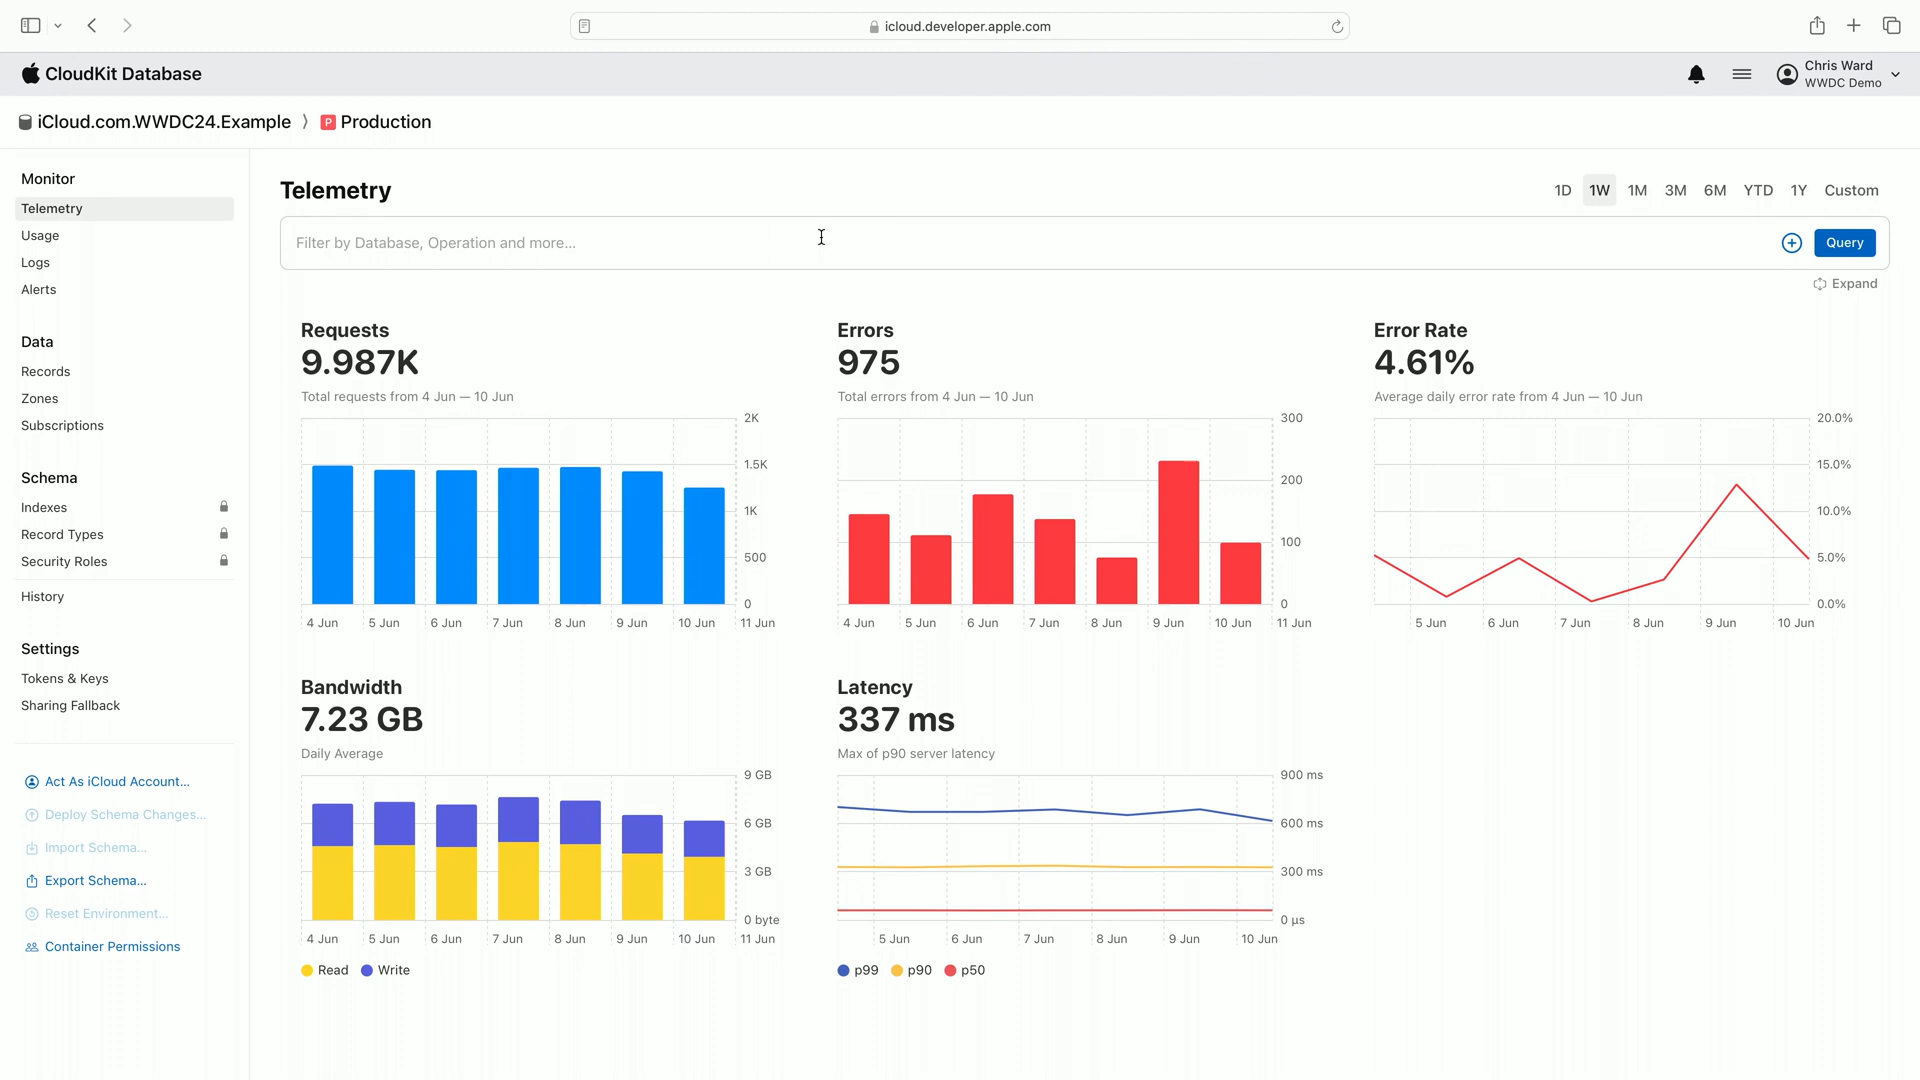 icloud.developer.apple.com
CloudKit Database
Chris Ward
WWDC Demo
iCloud.com.WWDC24.Example
P Production
Monitor
Telemetry
Usage
Logs
Alerts
Data
Records
Zones
Subscriptions
Schema
Indexes
Record Types
Security Roles
History
Settings
Tokens & Keys
Sharing Fallback
Act As iCloud Account...
Deploy Schema Changes...
Import Schema...
Export Schema...
Reset Environment...
Container Permissions
Telemetry
1D 1W 1M 3M 6M YTD 1Y Custom
Filter by Database, Operation and more...
Query
Expand
Requests
9.987K
Total requests from 4 Jun — 10 Jun
2K
1.5K
1K
500
0
4 Jun 5 Jun 6 Jun 7 Jun 8 Jun 9 Jun 10 Jun 11 Jun
Errors
975
Total errors from 4 Jun — 10 Jun
300
200
100
0
4 Jun 5 Jun 6 Jun 7 Jun 8 Jun 9 Jun 10 Jun 11 Jun
Error Rate
4.61%
Average daily error rate from 4 Jun — 10 Jun
20.0%
15.0%
10.0%
5.0%
0.0%
5 Jun 6 Jun 7 Jun 8 Jun 9 Jun 10 Jun
Bandwidth
7.23 GB
Daily Average
9 GB
6 GB
3 GB
0 byte
4 Jun 5 Jun 6 Jun 7 Jun 8 Jun 9 Jun 10 Jun 11 Jun
Read Write
Latency
337 ms
Max of p90 server latency
900 ms
600 ms
300 ms
0 µs
5 Jun 6 Jun 7 Jun 8 Jun 9 Jun 10 Jun
p99 p90 p50